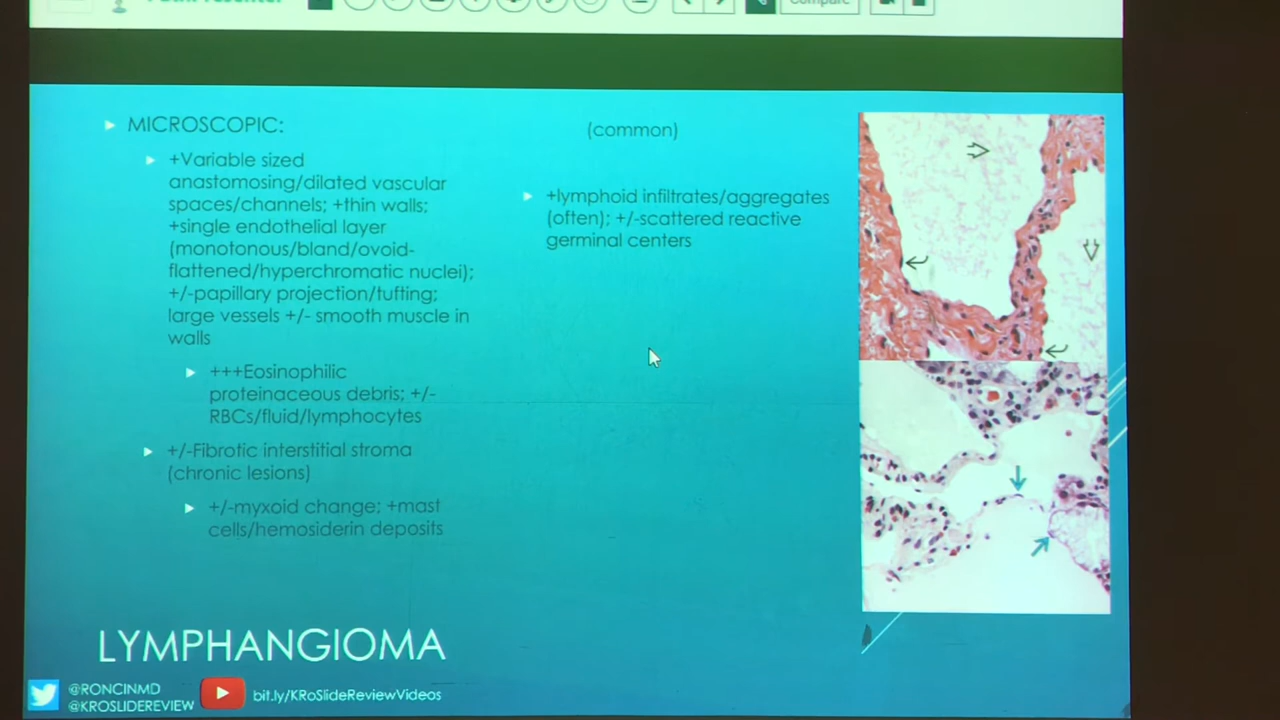 Compare
MICROSCOPIC:
+Variable sized
anastomosing/dilated vascular
spaces/channels; +thin walls;
+single endothelial layer
(monotonous/bland/ovoid-
flattened/hyperchromatic nuclei);
+/-papillary projection/tufting;
large vessels +/- smooth muscle in
walls
+++Eosinophilic
proteinaceous debris; +/-
RBCs/fluid/lymphocytes
+/-Fibrotic interstitial stroma
(chronic lesions)
+/-myxoid change; +mast
cells/hemosiderin deposits
(common)
+lymphoid infiltrates/aggregates
(often); +/-scattered reactive
germinal centers
LYMPHANGIOMA
@RONCINMD
@KROSLIDEREVIEW
bit.ly/KRoSlideReviewVideos